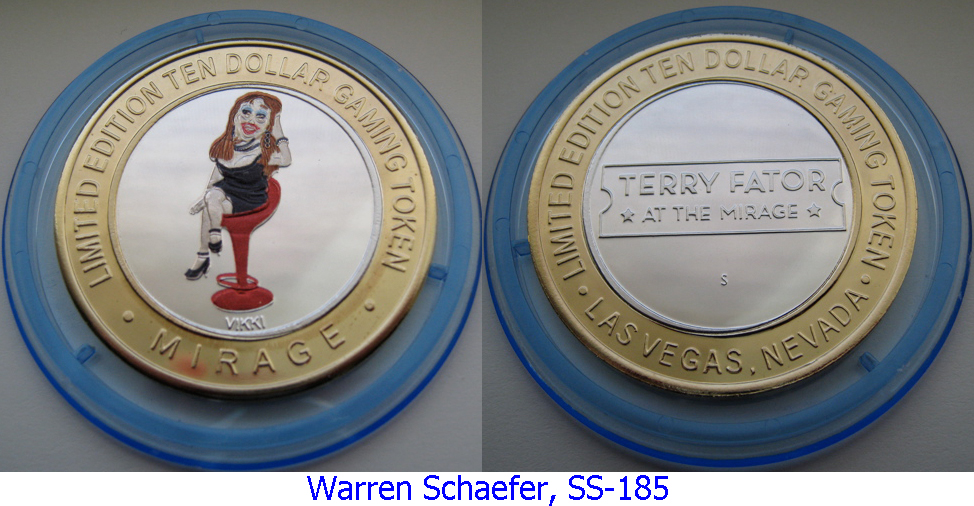 LIMITED EDITION TEN DOLLAR GAMING TOKEN
VIKKI
• MIRAGE •
LIMITED EDITION TEN DOLLAR GAMING TOKEN
TERRY FATOR
★ AT THE MIRAGE ★
S
• LAS VEGAS, NEVADA •
Warren Schaefer, SS-185